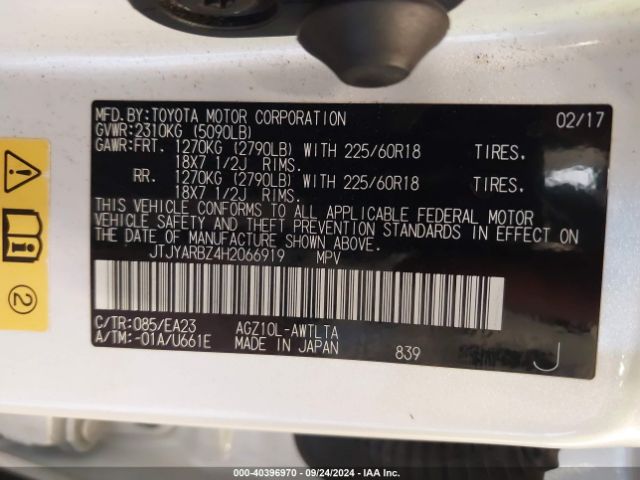 MFD.BY:TOYOTA MOTOR CORPORATION 02/17
GVWR:2310KG (5090LB)
GAWR:FRT. 1270KG (2790LB) WITH 225/60R18 TIRES,
18X7 1/2J RIMS.
RR. 1270KG (2790LB) WITH 225/60R18 TIRES,
18X7 1/2J RIMS.
THIS VEHICLE CONFORMS TO ALL APPLICABLE FEDERAL MOTOR
VEHICLE SAFETY AND THEFT PREVENTION STANDARDS IN EFFECT ON
THE DATE OF MANUFACTURE SHOWN ABOVE.
JTJYARBZ4H2066919 MPV
C/TR:085/EA23 AGZ10L-AWTLTA
A/TM:-01A/U661E MADE IN JAPAN 839 J
2
000-40396970 - 09/24/2024 - IAA Inc.